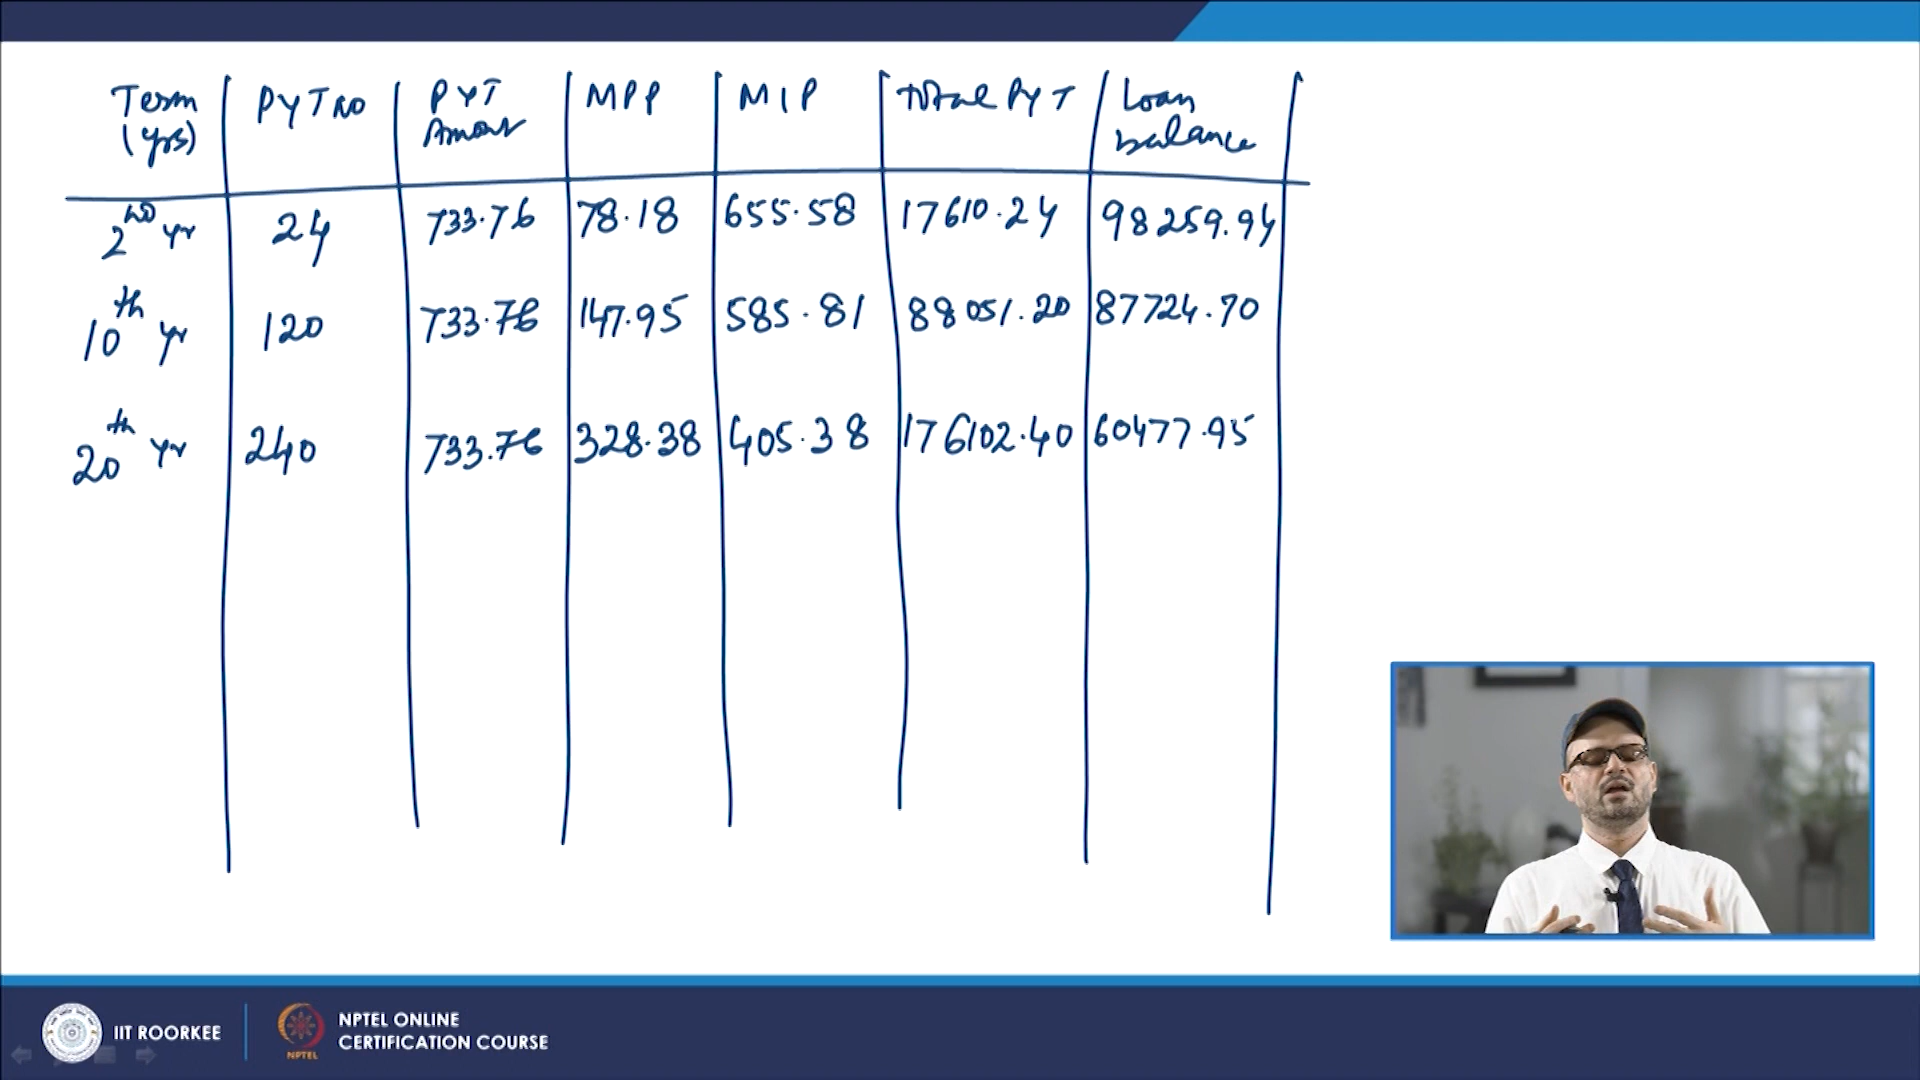 Term (yrs) PYT NO PYT Amount MPP MIP Total PYT Loan balance
2nd yr 24 733.76 78.18 655.58 17610.24 98259.94
10th yr 120 733.76 147.95 585.81 88051.20 87724.70
20th yr 240 733.76 328.38 405.38 176102.40 60477.95
IIT ROORKEE
NPTEL
NPTEL ONLINE
CERTIFICATION COURSE